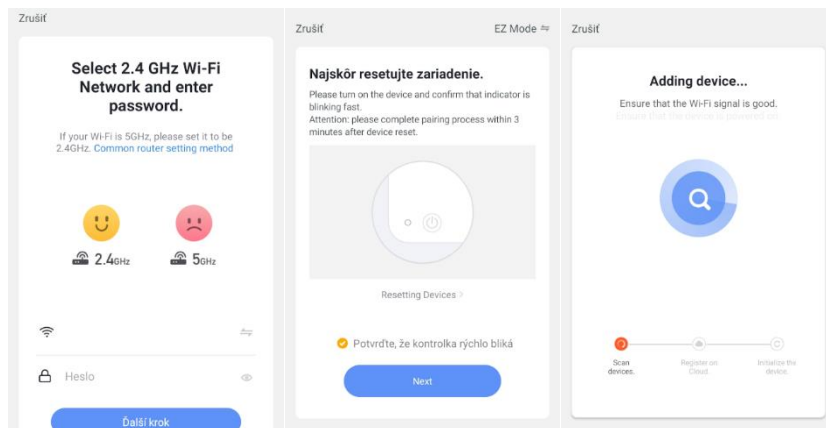 Zrušiť
Select 2.4 GHz Wi-Fi
Network and enter
password.
If your Wi-Fi is 5GHz, please set it to be
2.4GHz. Common router setting method
2.4GHz
5GHz
Heslo
Ďalší krok
Zrušiť
EZ Mode
Najskôr resetujte zariadenie.
Please turn on the device and confirm that indicator is
blinking fast.
Attention: please complete pairing process within 3
minutes after device reset.
Resetting Devices >
Potvrďte, že kontrolka rýchlo bliká
Next
Zrušiť
Adding device...
Ensure that the Wi-Fi signal is good.
Ensure that the device is powered on.
Scan
devices.
Register on
Cloud.
Initialize the
device.